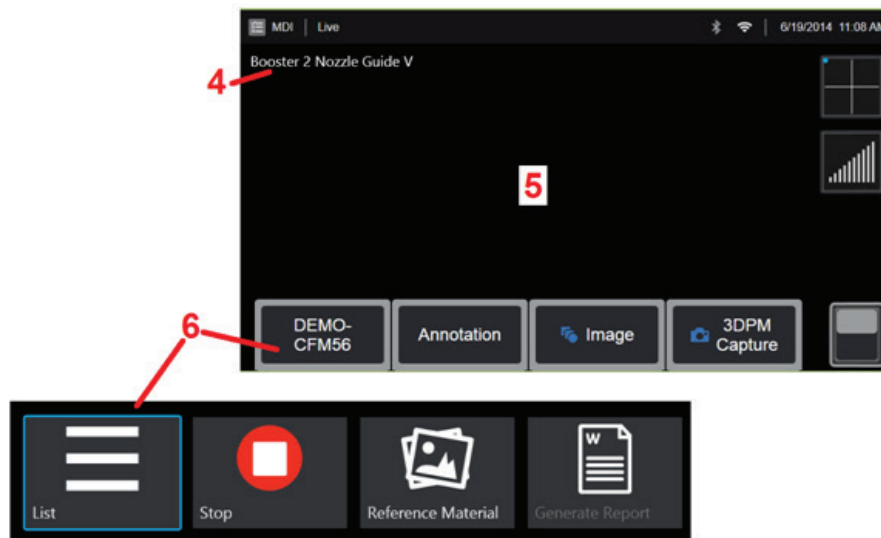 MDI | Live 6/19/2014 11:08 AM
Booster 2 Nozzle Guide V
4
5
6
DEMO-
CFM56
Annotation
Image
3DPM
Capture
W
List
Stop
Reference Material
Generate Report